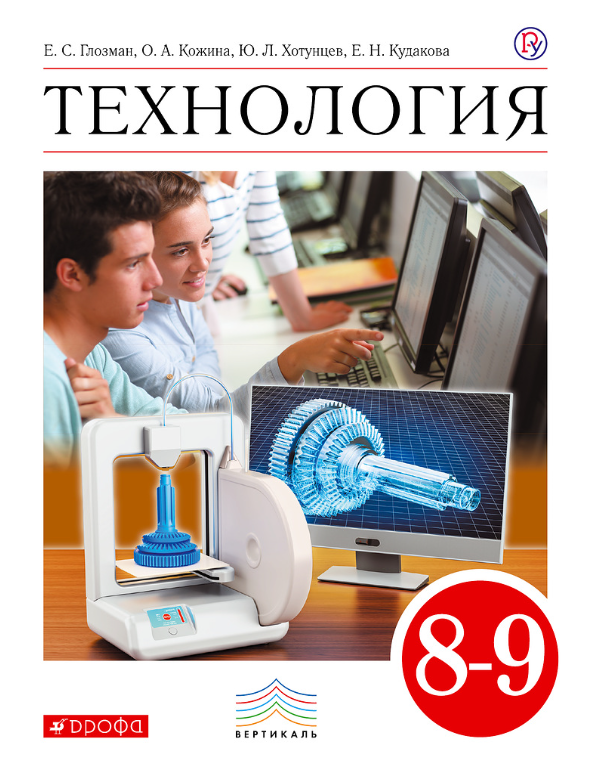 Е. С. Глозман, О. А. Кожина, Ю. Л. Хотунцев, Е. Н. Кудакова
ТЕХНОЛОГИЯ
8-9
дрофа
ВЕРТИКАЛЬ